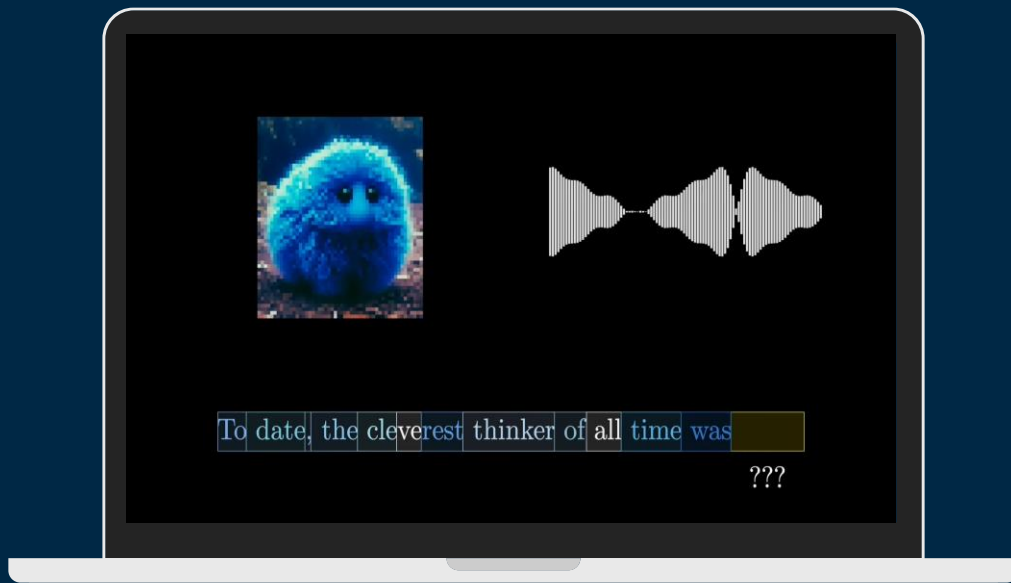 To date, the cleverest thinker of all time was
???